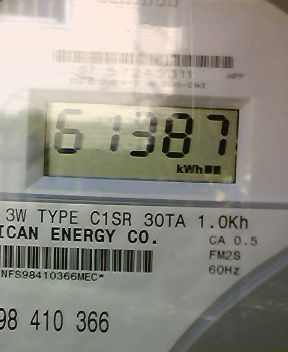 61387
kWh
3W TYPE C1SR 30TA 1.0Kh
ICAN ENERGY CO.
CA 0.5
FM2S
60Hz
NFS98410366MEC*
98 410 366